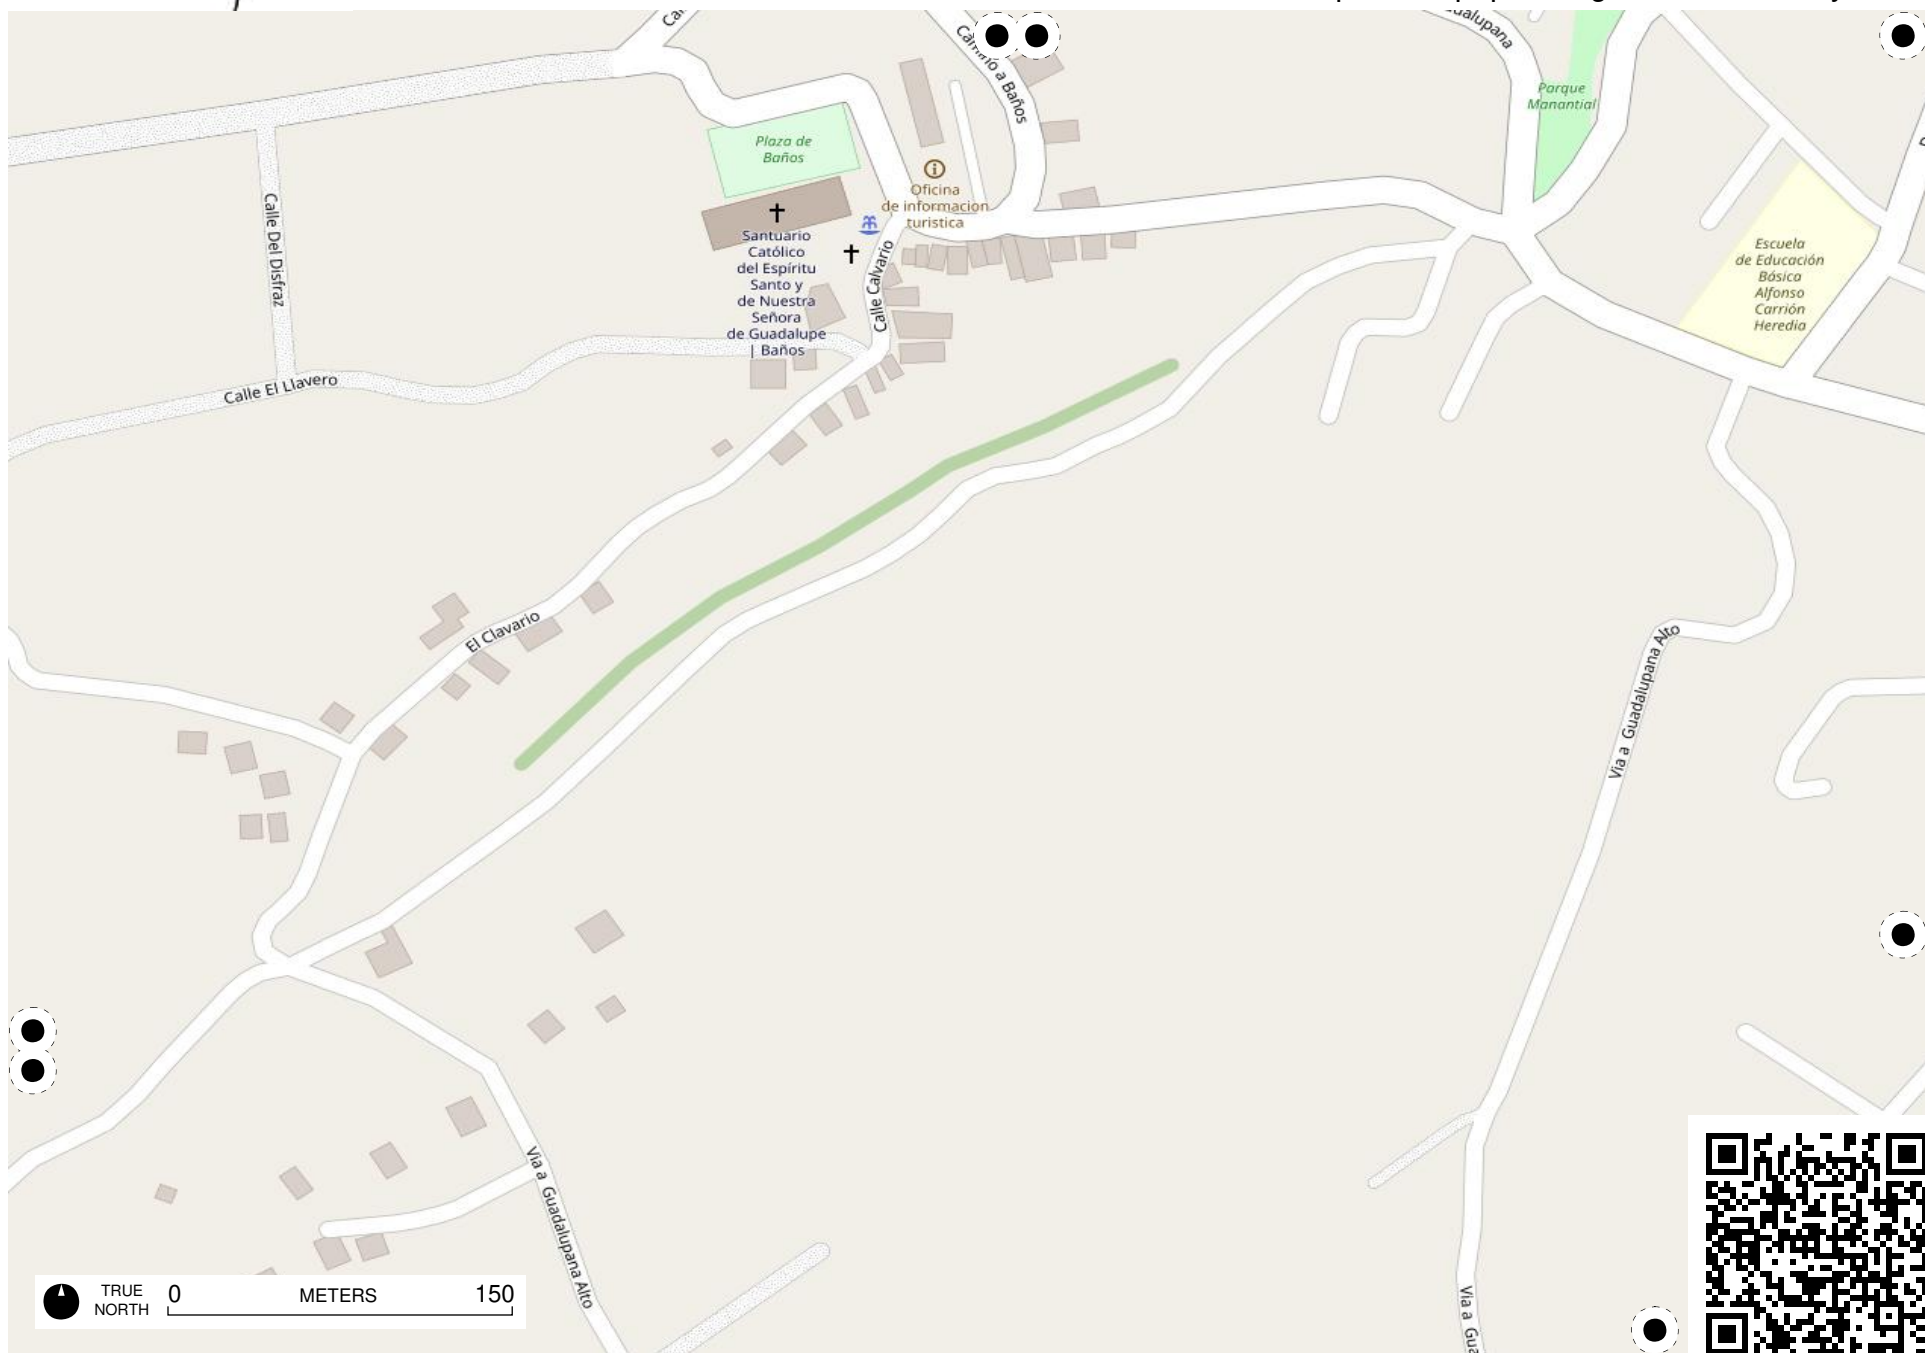 Camino a Baños
Parque
Manantial
Plaza de
Baños
Oficina
de informacion
turistica
Santuario
Católico
del Espíritu
Santo y
de Nuestra
Señora
de Guadalupe
| Baños
Calle Calvario
Calle Del Disfraz
Calle El Llavero
Escuela
de Educación
Básica
Alfonso
Carrión
Heredia
El Clavario
Via a Guadalupana Alto
Via a Guadalupana Alto
Via a Gua
TRUE
NORTH
0 METERS 150